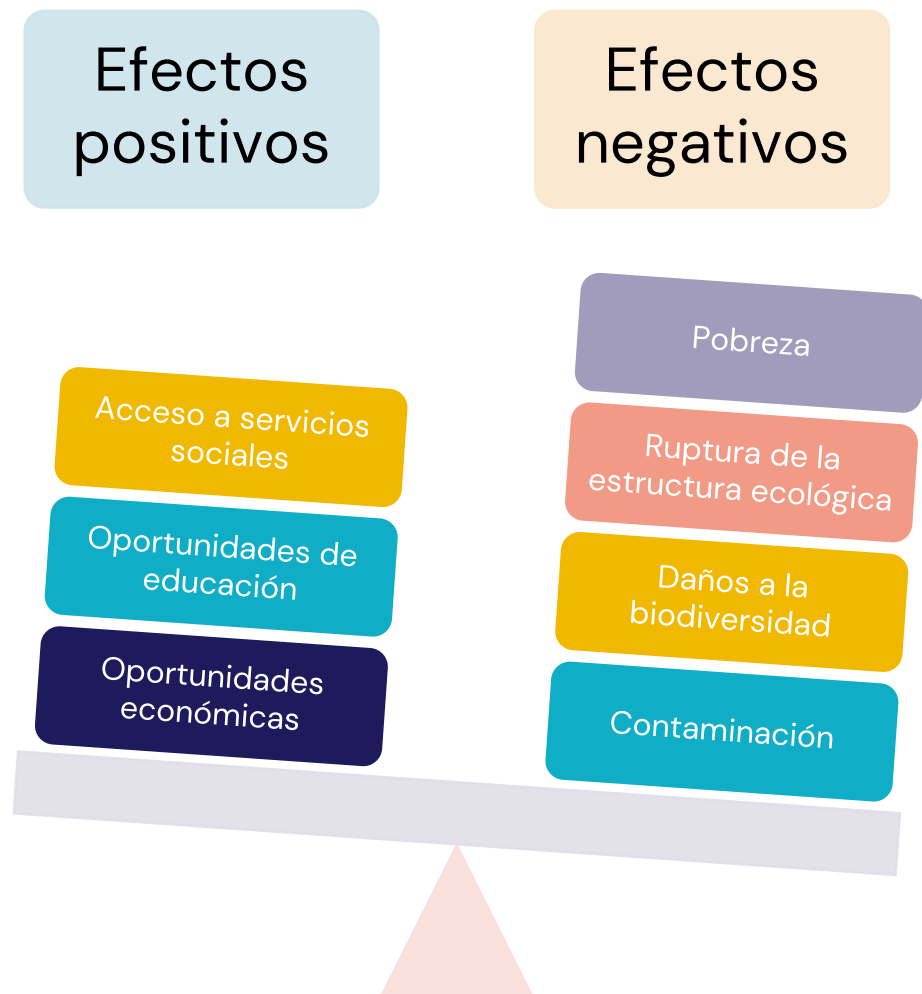 Efectos
positivos
Efectos
negativos
Acceso a servicios
sociales
Oportunidades de
educación
Oportunidades
económicas
Pobreza
Ruptura de la
estructura ecológica
Daños a la
biodiversidad
Contaminación